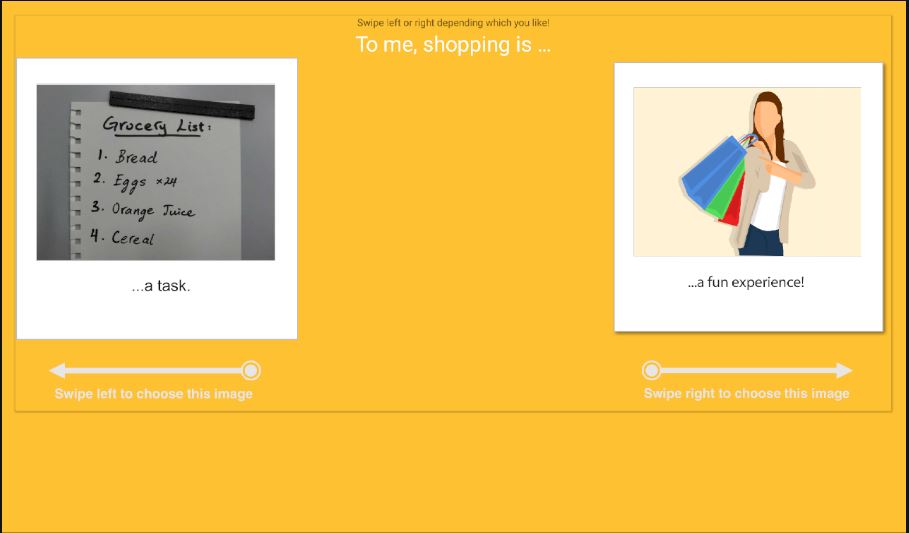 Swipe left or right depending which you like!
To me, shopping is ...
Grocery List:
1. Bread
2. Eggs x24
3. Orange Juice
4. Cereal
...a task.
...a fun experience!
Swipe left to choose this image
Swipe right to choose this image